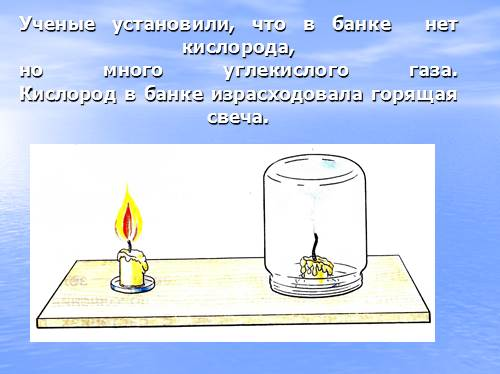 Ученые установили, что в банке нет
кислорода,
но много углекислого газа.
Кислород в банке израсходовала горящая
свеча.